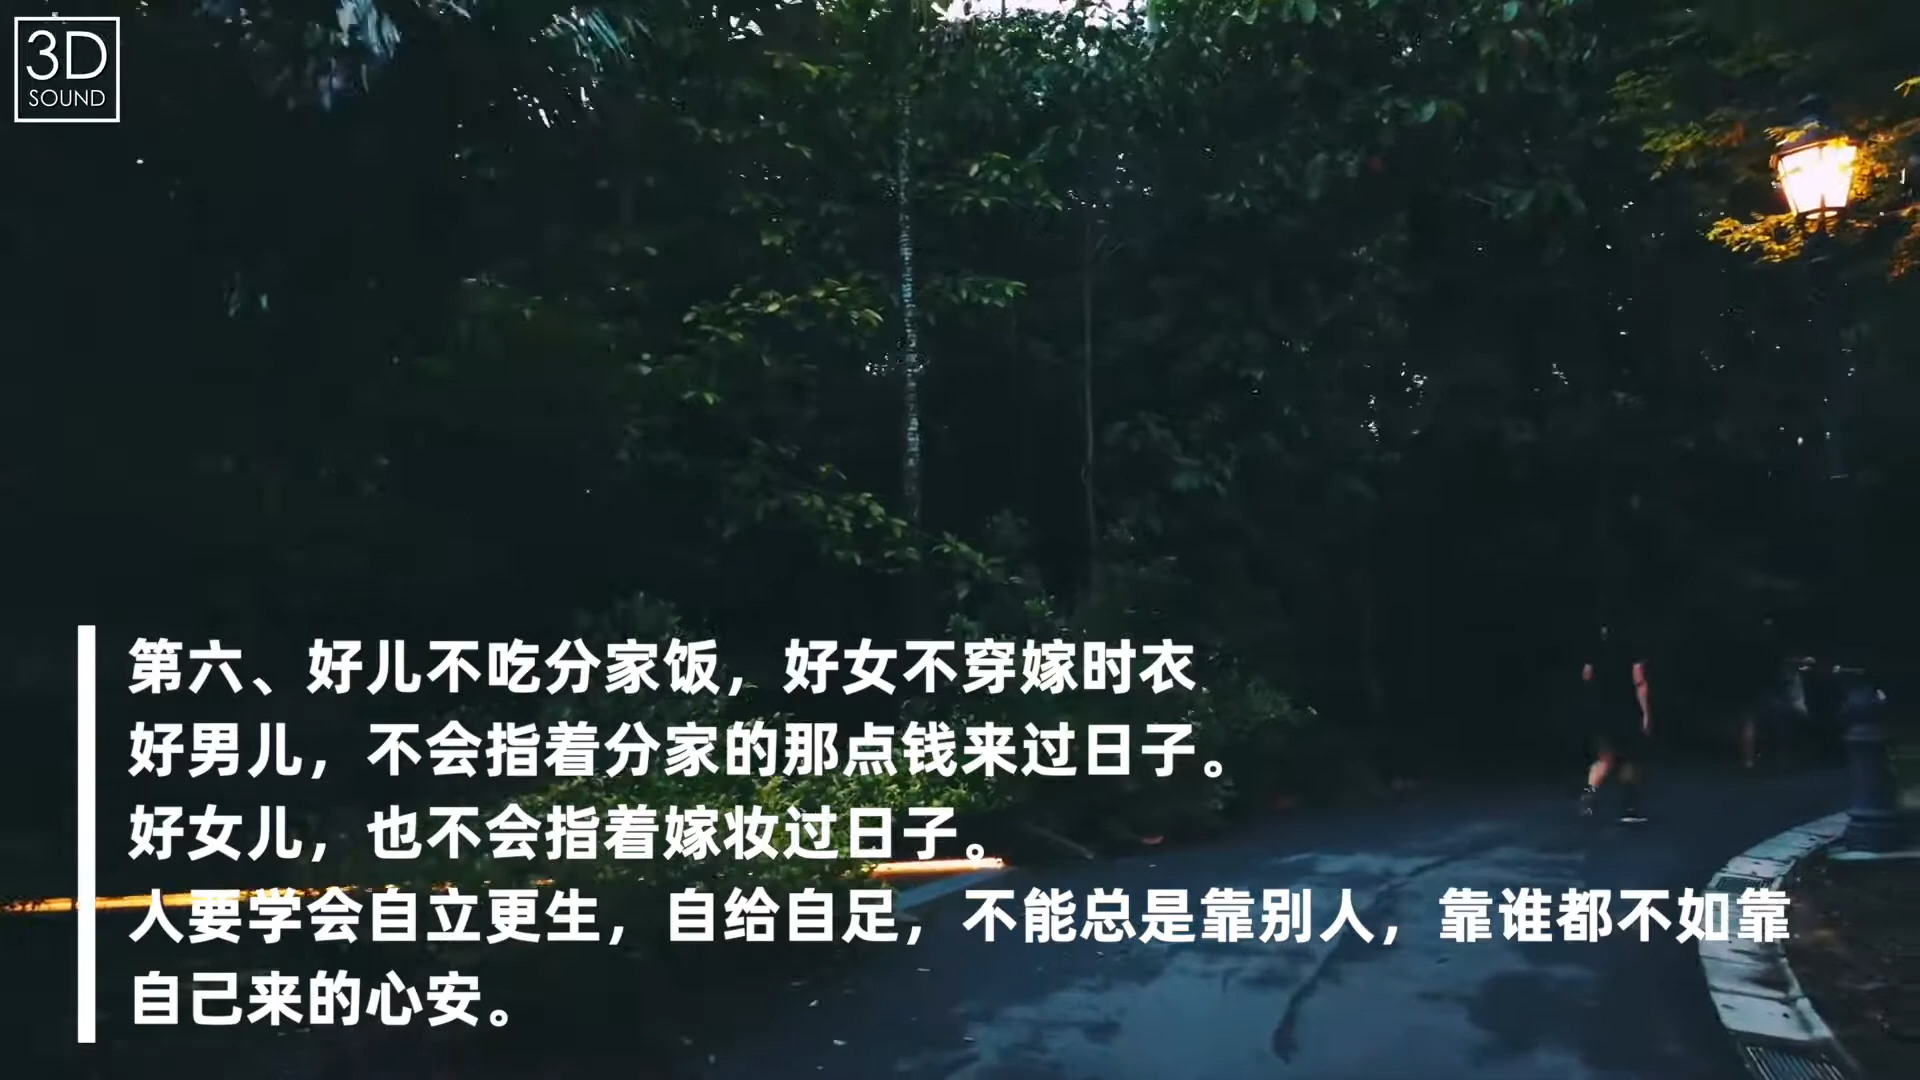 3D
SOUND
第六、好儿不吃分家饭，好女不穿嫁时衣
好男儿，不会指着分家的那点钱来过日子。
好女儿，也不会指着嫁妆过日子。
人要学会自立更生，自给自足，不能总是靠别人，靠谁都不如靠
自己来的心安。